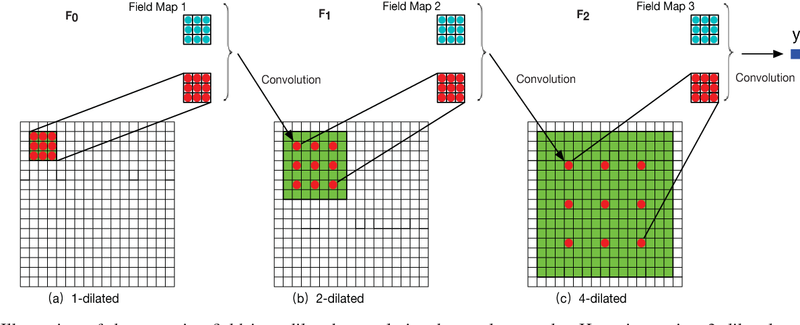 F0
Field Map 1
F1
Field Map 2
F2
Field Map 3
y
Convolution
Convolution
Convolution
(a) 1-dilated
(b) 2-dilated
(c) 4-dilated